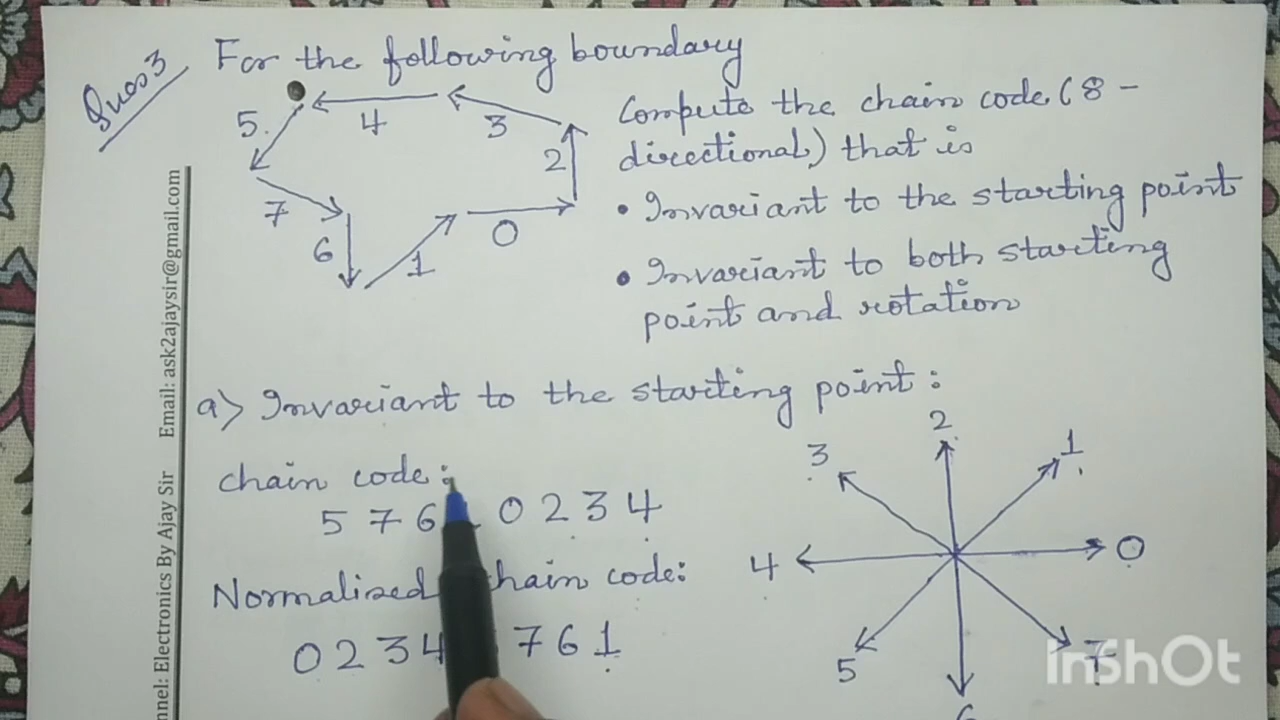 Ques 3
For the following boundary
5
4
3
2
7
6
1
0
Compute the chain code (8-
directional) that is
• Invariant to the starting point
• Invariant to both starting
point and rotation
a) Invariant to the starting point:
chain code:
5 7 6 0 2 3 4
Normalized chain code:
0 2 3 4 7 6 1
0
1
2
3
4
5
6
7
nnel: Electronics By Ajay Sir Email: ask2ajaysir@gmail.com
InShOt